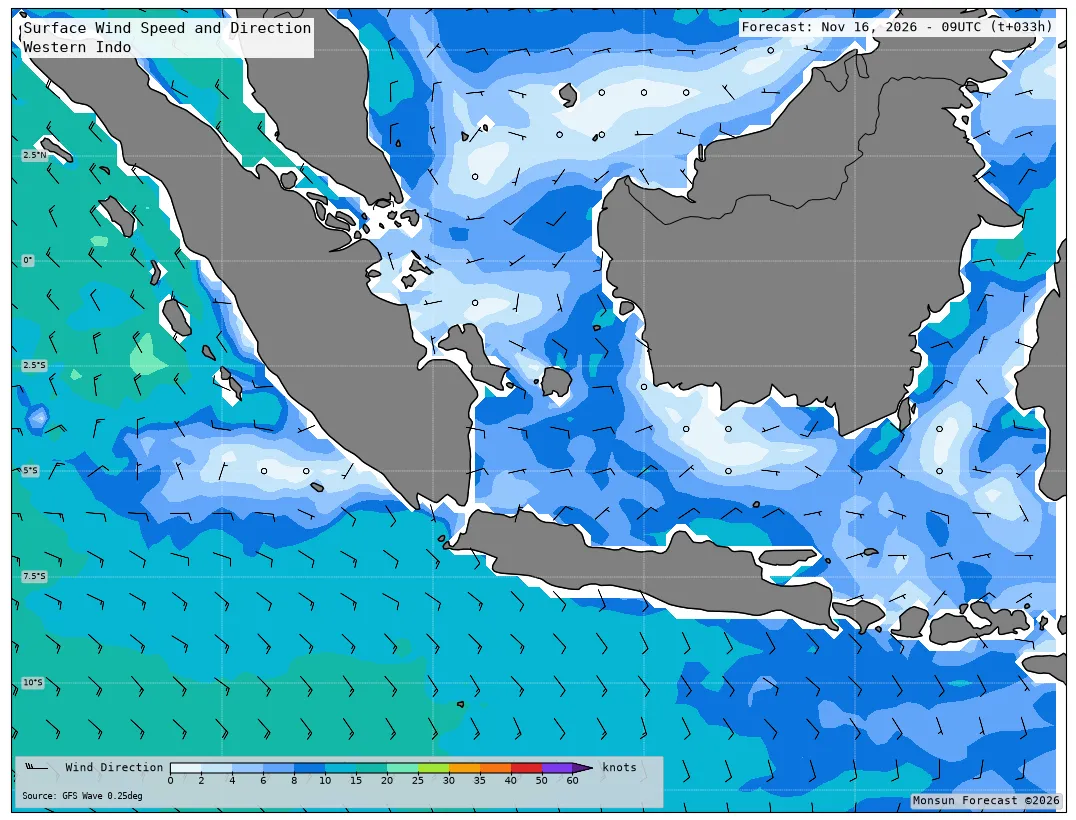 Surface Wind Speed and Direction
Western Indo
Forecast: Nov 16, 2026 - 09UTC (t+033h)
2.5°N
0°
2.5°S
5°S
7.5°S
10°S
Wind Direction
knots
0 2 4 6 8 10 15 20 25 30 40 50 60
Source: GFS Wave 0.25deg
Monsun Forecast ©2026